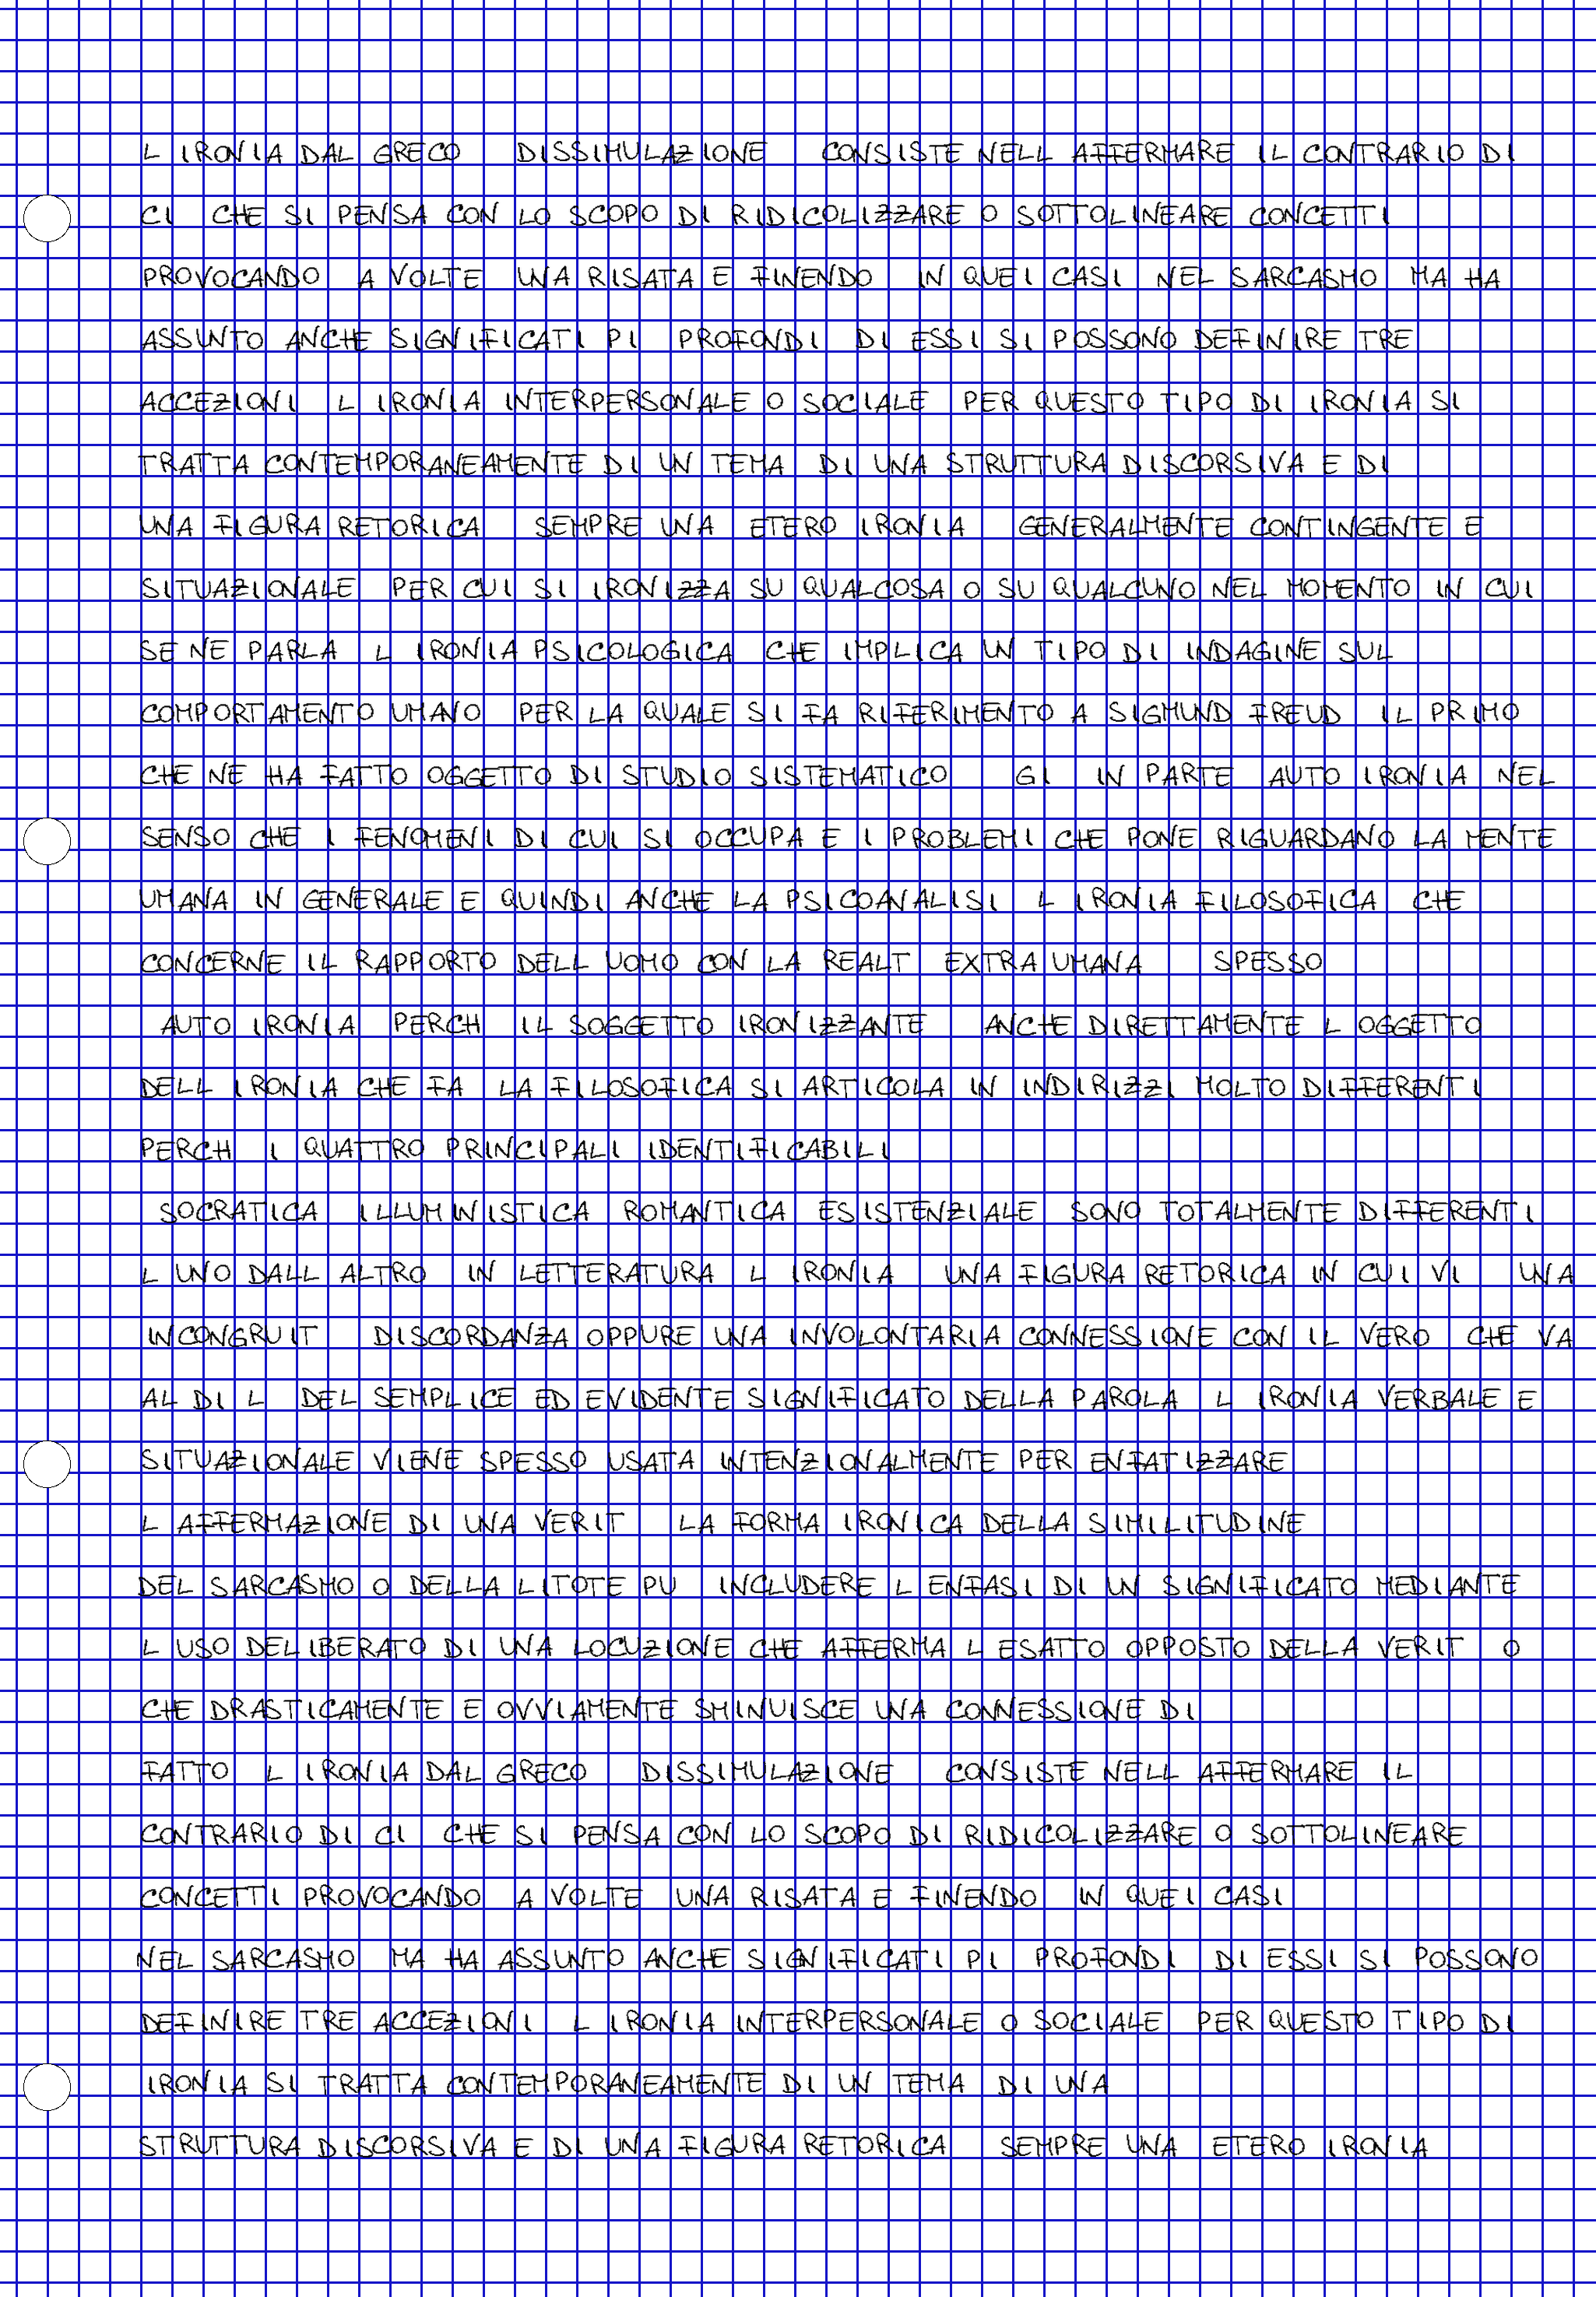 L IRONIA DAL GRECO DISSIMULAZIONE CONSISTE NELL AFFERMARE IL CONTRARIO DI
CI CHE SI PENSA CON LO SCOPO DI RIDICOLIZZARE O SOTTOLINEARE CONCETTI
PROVOCANDO A VOLTE UNA RISATA E FINENDO IN QUEI CASI NEL SARCASMO MA HA
ASSUNTO ANCHE SIGNIFICATI PI PROFONDI DI ESSI SI POSSONO DEFINIRE TRE
ACCEZIONI L IRONIA INTERPERSONALE O SOCIALE PER QUESTO TIPO DI IRONIA SI
TRATTA CONTEMPORANEAMENTE DI UN TEMA DI UNA STRUTTURA DISCORSIVA E DI
UNA FIGURA RETORICA SEMPRE UNA ETERO IRONIA GENERALMENTE CONTINGENTE E
SITUAZIONALE PER CUI SI IRONIZZA SU QUALCOSA O SU QUALCUNO NEL MOMENTO IN CUI
SE NE PARLA L IRONIA PSICOLOGICA CHE IMPLICA UN TIPO DI INDAGINE SUL
COMPORTAMENTO UMANO PER LA QUALE SI FA RIFERIMENTO A SIGMUND FREUD IL PRIMO
CHE NE HA FATTO OGGETTO DI STUDIO SISTEMATICO GI IN PARTE AUTO IRONIA NEL
SENSO CHE I FENOMENI DI CUI SI OCCUPA E I PROBLEMI CHE PONE RIGUARDANO LA MENTE
UMANA IN GENERALE E QUINDI ANCHE LA PSICOANALISI L IRONIA FILOSOFICA CHE
CONCERNE IL RAPPORTO DELL UOMO CON LA REALT EXTRA UMANA SPESSO
AUTO IRONIA PERCH IL SOGGETTO IRONIZZANTE ANCHE DIRETTAMENTE L OGGETTO
DELL IRONIA CHE FA LA FILOSOFICA SI ARTICOLA IN INDIRIZZI MOLTO DIFFERENTI
PERCH I QUATTRO PRINCIPALI IDENTIFICABILI
SOCRATICA ILLUMINISTICA ROMANTICA ESISTENZIALE SONO TOTALMENTE DIFFERENTI
L UNO DALL ALTRO IN LETTERATURA L IRONIA UNA FIGURA RETORICA IN CUI VI UNA
INCONGRUIT DISCORDANZA OPPURE UNA INVOLONTARIA CONNESSIONE CON IL VERO CHE VA
AL DI L DEL SEMPLICE ED EVIDENTE SIGNIFICATO DELLA PAROLA L IRONIA VERBALE E
SITUAZIONALE VIENE SPESSO USATA INTENZIONALMENTE PER ENFATIZZARE
L AFFERMAZIONE DI UNA VERIT LA FORMA IRONICA DELLA SIMILITUDINE
DEL SARCASMO O DELLA LITOTE PU INCLUDERE L ENFASI DI UN SIGNIFICATO MEDIANTE
L USO DELIBERATO DI UNA LOCUZIONE CHE AFFERMA L ESATTO OPPOSTO DELLA VERIT O
CHE DRASTICAMENTE E OVVIAMENTE SMINUISCE UNA CONNESSIONE DI
FATTO L IRONIA DAL GRECO DISSIMULAZIONE CONSISTE NELL AFFERMARE IL
CONTRARIO DI CI CHE SI PENSA CON LO SCOPO DI RIDICOLIZZARE O SOTTOLINEARE
CONCETTI PROVOCANDO A VOLTE UNA RISATA E FINENDO IN QUEI CASI
NEL SARCASMO MA HA ASSUNTO ANCHE SIGNIFICATI PI PROFONDI DI ESSI SI POSSONO
DEFINIRE TRE ACCEZIONI L IRONIA INTERPERSONALE O SOCIALE PER QUESTO TIPO DI
IRONIA SI TRATTA CONTEMPORANEAMENTE DI UN TEMA DI UNA
STRUTTURA DISCORSIVA E DI UNA FIGURA RETORICA SEMPRE UNA ETERO IRONIA